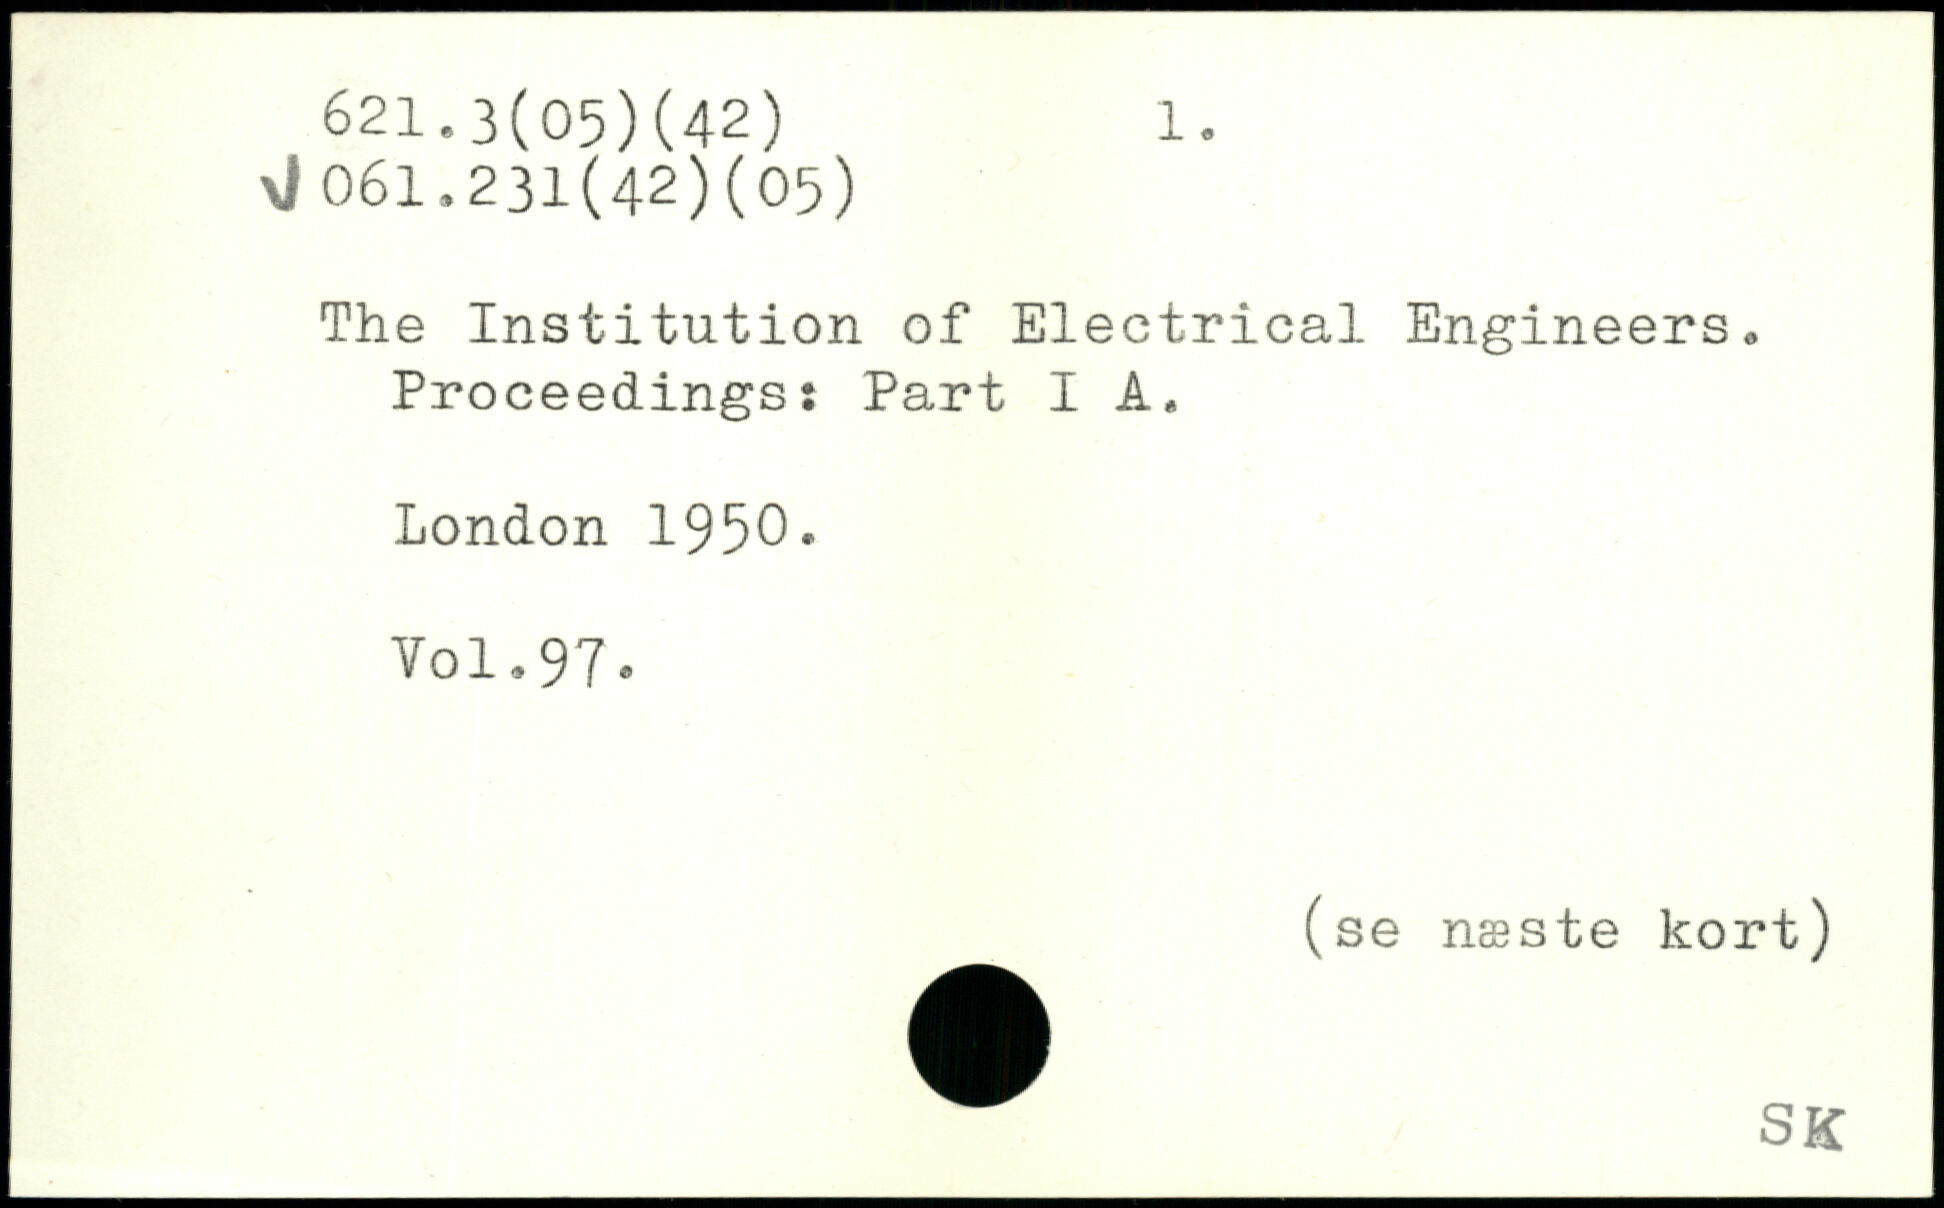 621.3(05)(42) 1.
√061.231(42)(05)
The Institution of Electrical Engineers.
Proceedings: Part I A.
London 1950.
Vol.97.
(se næste kort)
SK